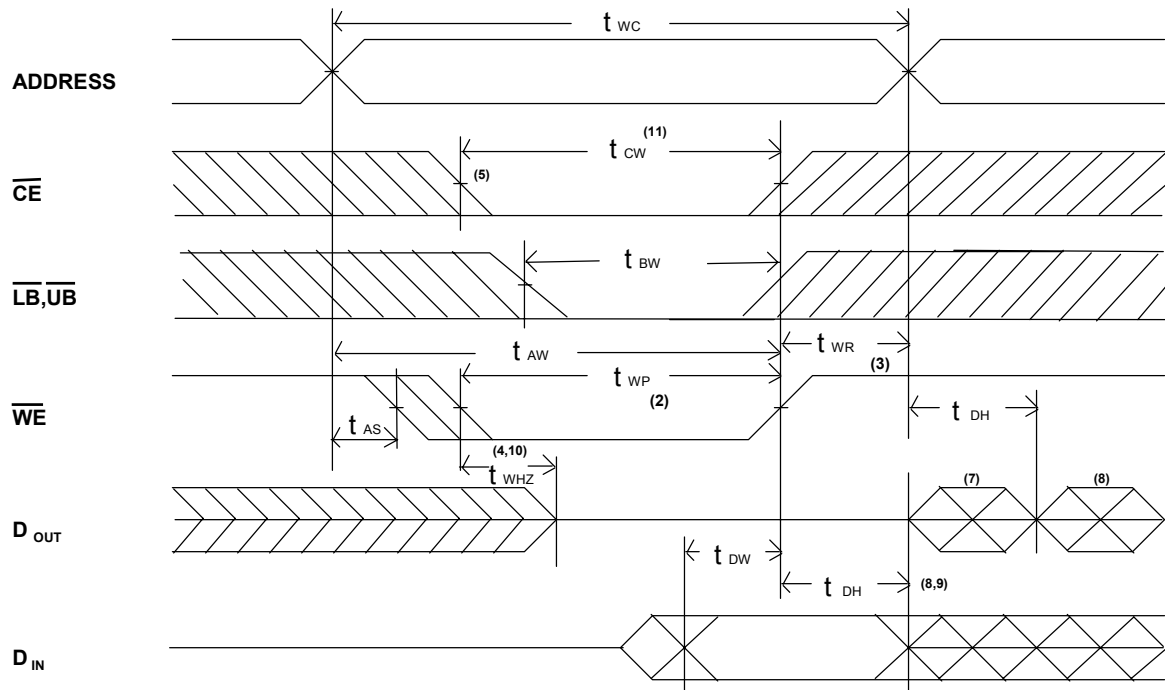 t WC
ADDRESS
t CW (11)
CE (5)
t BW
LB,UB
t AW
t WR
t WP (2)
(3)
WE
t AS
t DH
(4,10)
t WHZ
(7) (8)
D OUT
t DW
t DH (8,9)
D IN